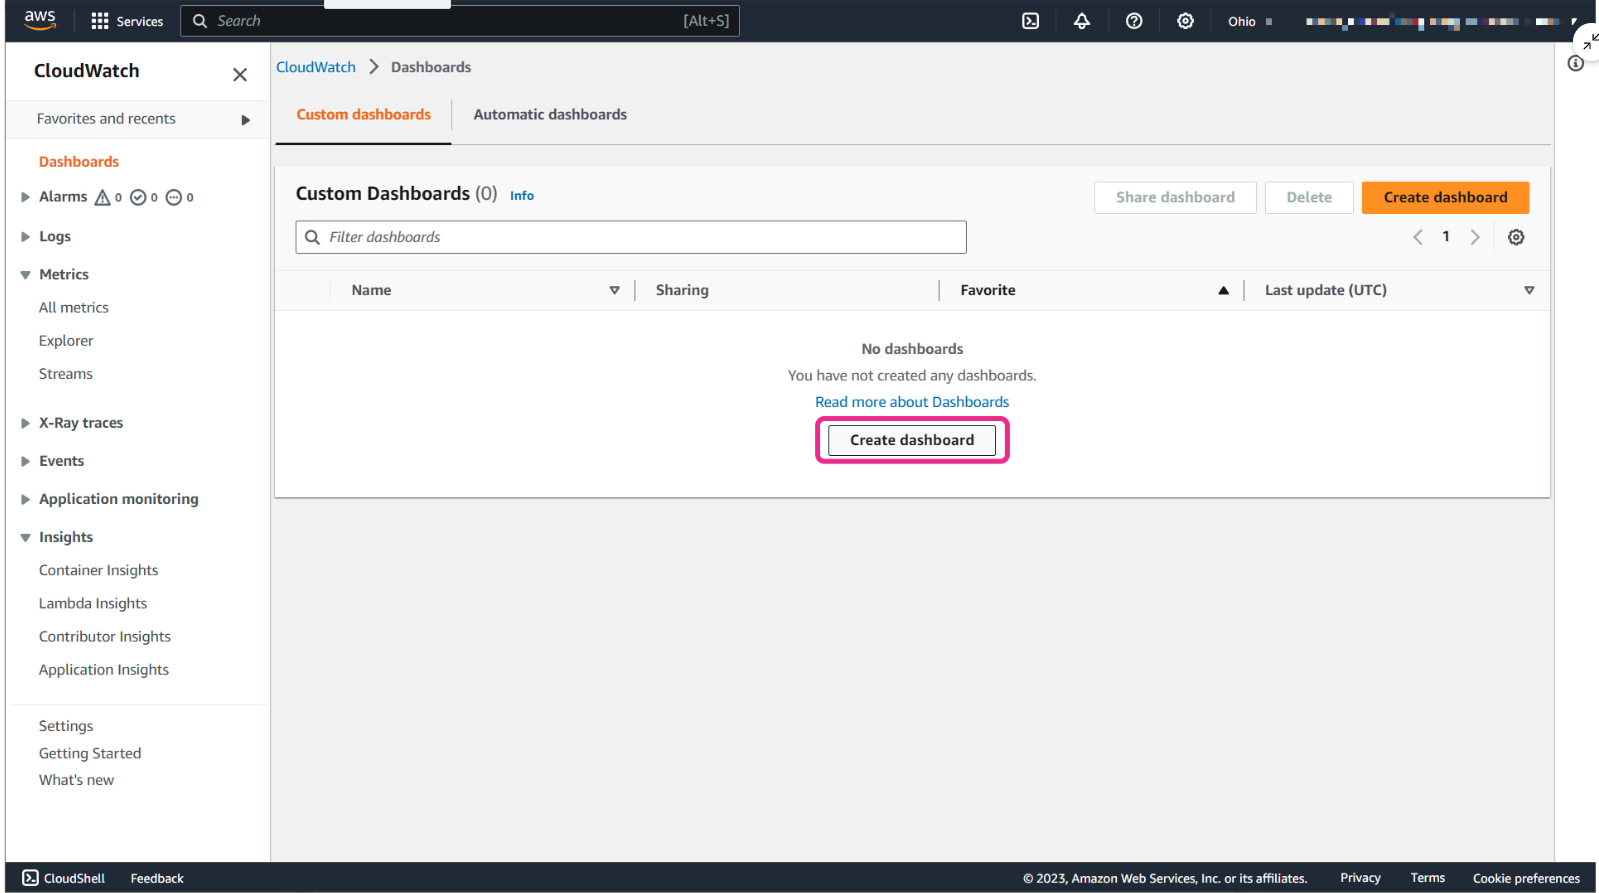 aws
Services
Search
[Alt+S]
Ohio
CloudWatch
Favorites and recents
Dashboards
Alarms 0 0 0
Logs
Metrics
All metrics
Explorer
Streams
X-Ray traces
Events
Application monitoring
Insights
Container Insights
Lambda Insights
Contributor Insights
Application Insights
Settings
Getting Started
What's new
CloudWatch > Dashboards
Custom dashboards
Automatic dashboards
Custom Dashboards (0) Info
Share dashboard
Delete
Create dashboard
Filter dashboards
1
Name
Sharing
Favorite
Last update (UTC)
No dashboards
You have not created any dashboards.
Read more about Dashboards
Create dashboard
CloudShell
Feedback
© 2023, Amazon Web Services, Inc. or its affiliates.
Privacy
Terms
Cookie preferences